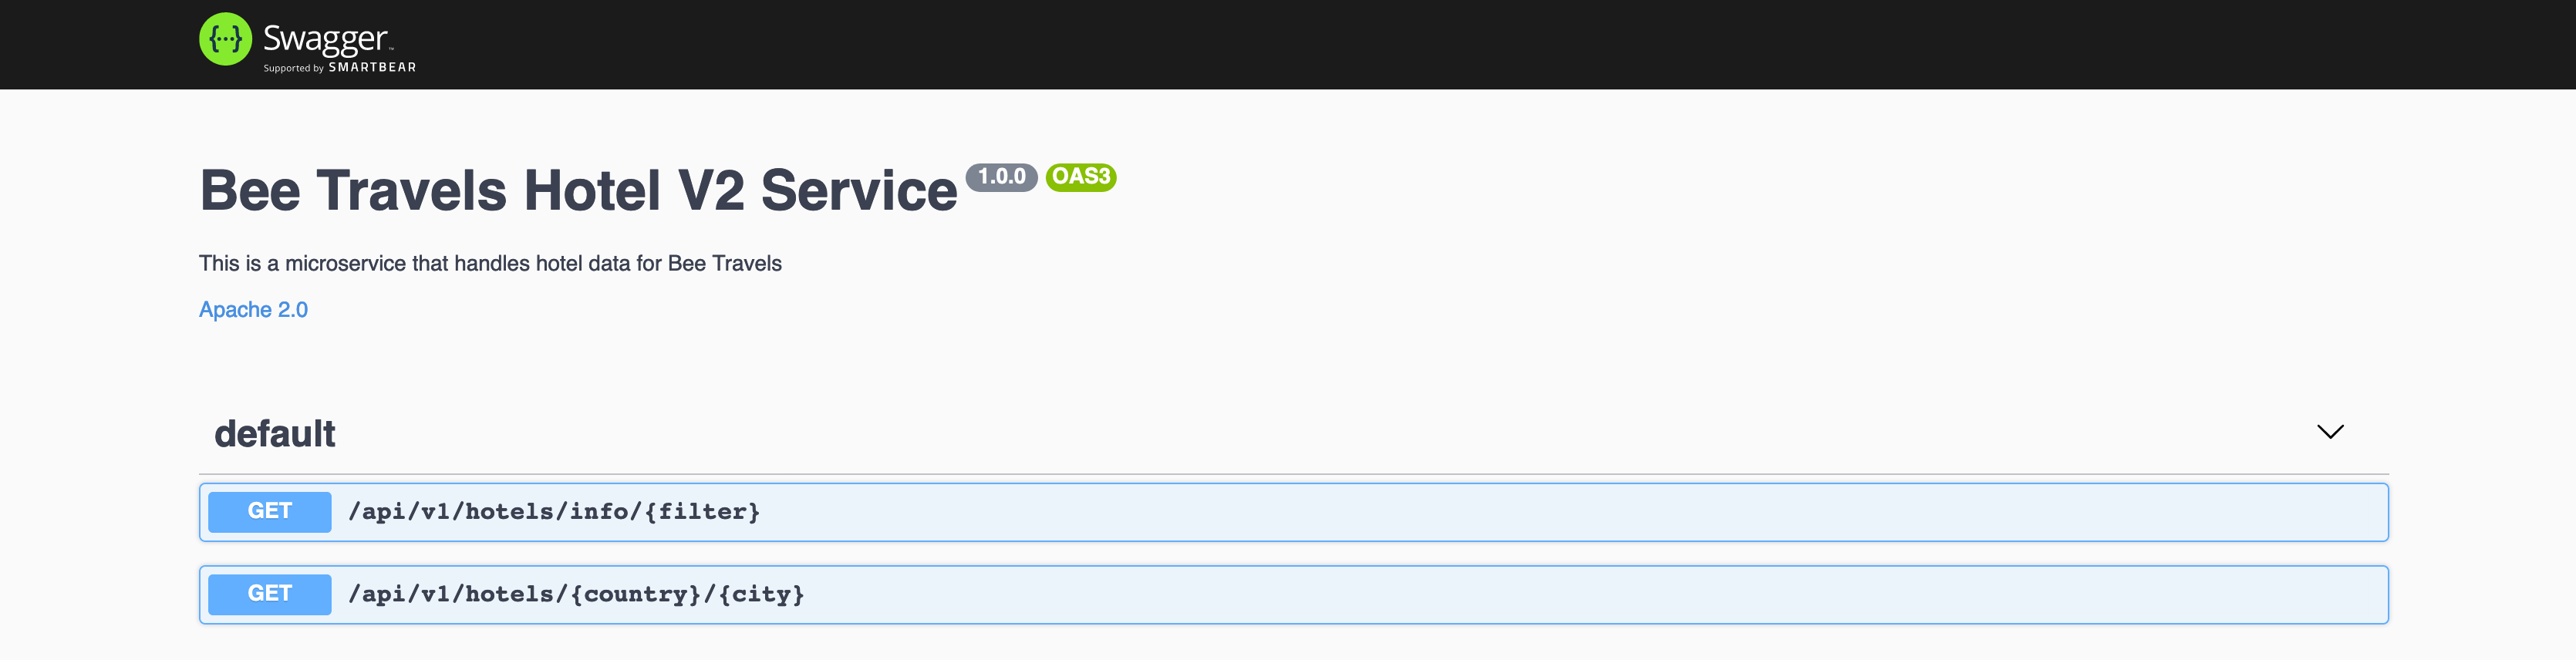 {···} Swagger™
Supported by SMARTBEAR
Bee Travels Hotel V2 Service 1.0.0 OAS3
This is a microservice that handles hotel data for Bee Travels
Apache 2.0
default
GET /api/v1/hotels/info/{filter}
GET /api/v1/hotels/{country}/{city}